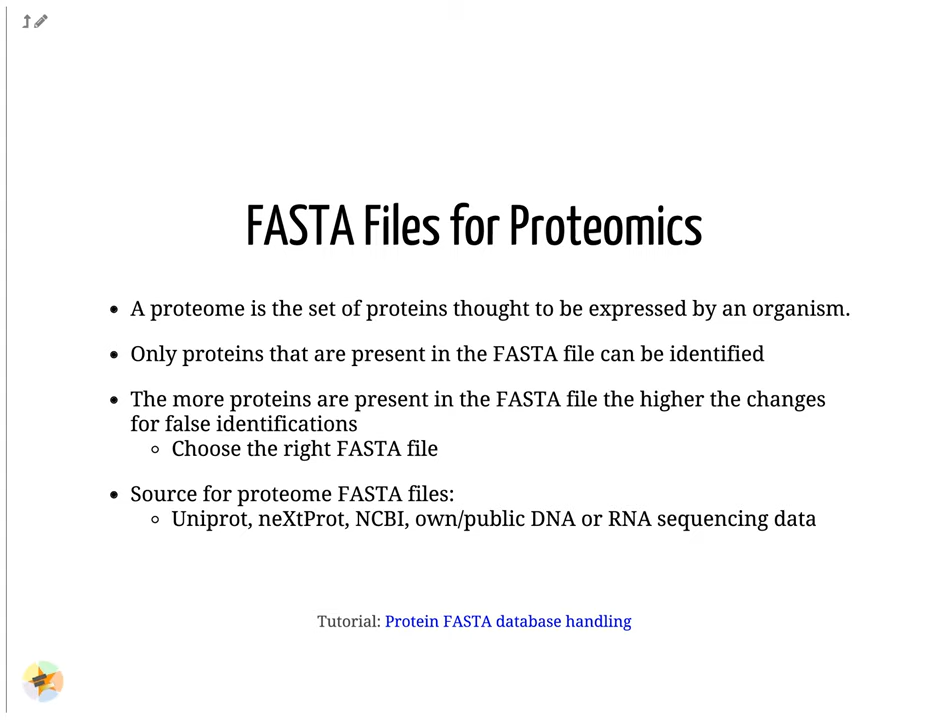 FASTA Files for Proteomics
A proteome is the set of proteins thought to be expressed by an organism.
Only proteins that are present in the FASTA file can be identified
The more proteins are present in the FASTA file the higher the changes
for false identifications
Choose the right FASTA file
Source for proteome FASTA files:
Uniprot, neXtProt, NCBI, own/public DNA or RNA sequencing data
Tutorial: Protein FASTA database handling